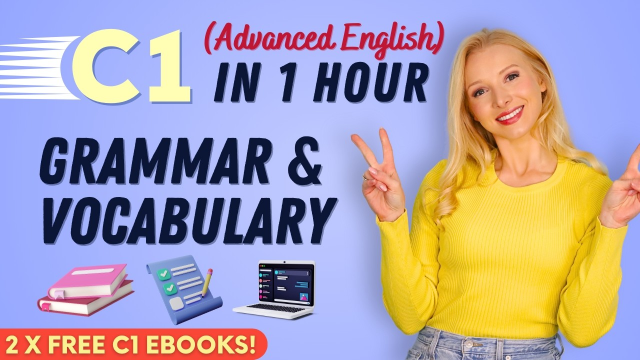 C1 (Advanced English)
IN 1 HOUR
GRAMMAR &
VOCABULARY
2 X FREE C1 EBOOKS!